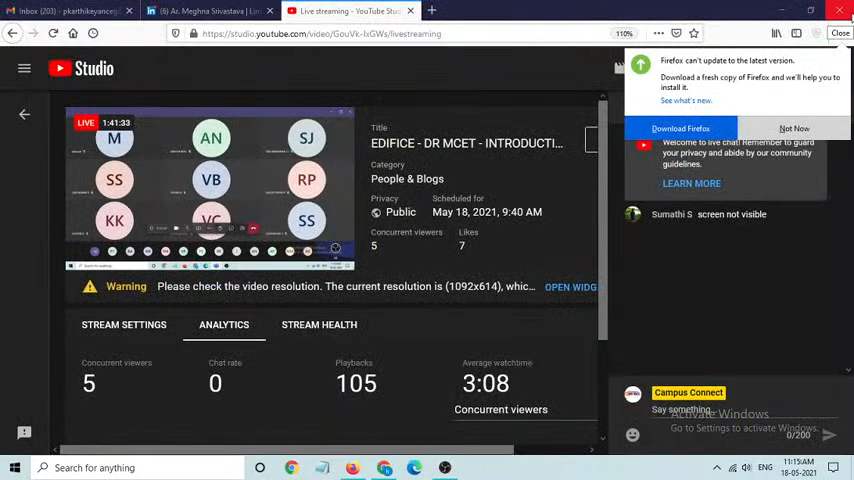 Inbox (203) - pkarthikeyanceg@
(6) Ar. Meghna Srivastava | Lin
Live streaming - YouTube Stu
https://studio.youtube.com/video/GouVk-IxGWs/livestreaming
110%
Close
Studio
Firefox can't update to the latest version.
Download a fresh copy of Firefox and we'll help you to
install it.
See what's new.
Download Firefox
Not Now
LIVE 1:41:33
M AN SJ
SS VB RP
KK VC SS
Title
EDIFICE - DR MCET - INTRODUCTI...
Category
People & Blogs
Privacy Scheduled for
Public May 18, 2021, 9:40 AM
Concurrent viewers Likes
5 7
Warning Please check the video resolution. The current resolution is (1092x614), whic...
OPEN WIDG
Welcome to live chat! Remember to guard
your privacy and abide by our community
guidelines.
LEARN MORE
Sumathi S screen not visible
STREAM SETTINGS ANALYTICS STREAM HEALTH
Concurrent viewers Chat rate Playbacks Average watchtime
5 0 105 3:08
Concurrent viewers
Campus Connect
Say something...
0/200
Activate Windows
Go to Settings to activate Windows.
Search for anything
ENG
11:15AM
18-05-2021